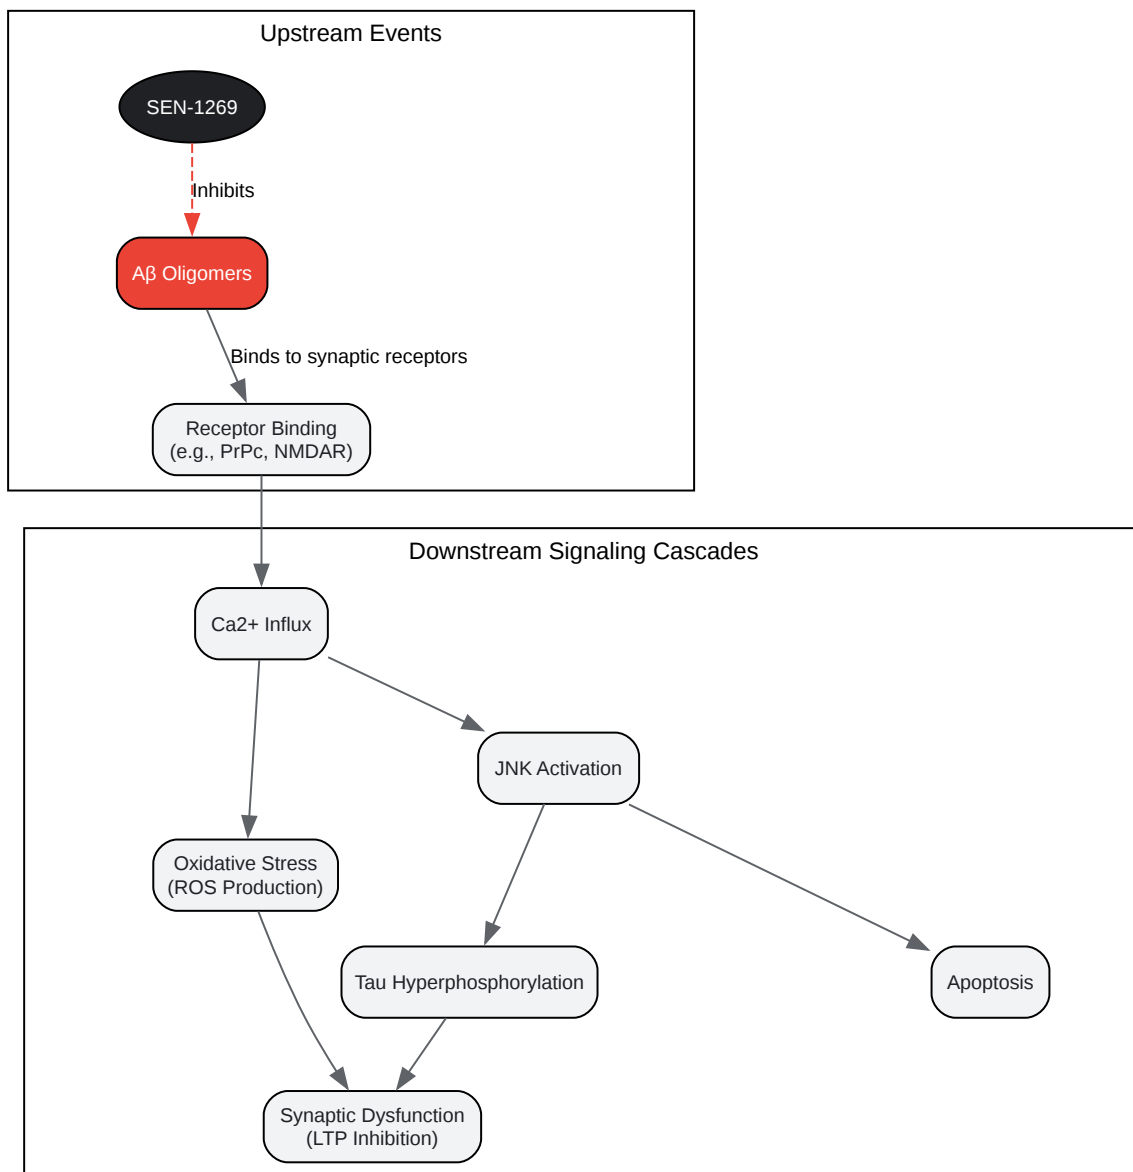 Upstream Events
SEN-1269
Inhibits
Aβ Oligomers
Binds to synaptic receptors
Receptor Binding
(e.g., PrPc, NMDAR)
Downstream Signaling Cascades
Ca2+ Influx
JNK Activation
Oxidative Stress
(ROS Production)
Tau Hyperphosphorylation
Apoptosis
Synaptic Dysfunction
(LTP Inhibition)